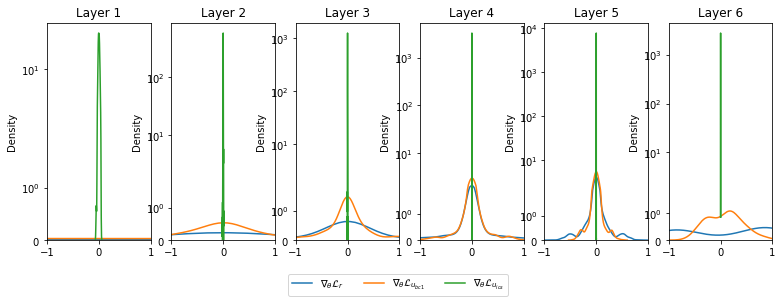 Layer 1 Layer 2 Layer 3 Layer 4 Layer 5 Layer 6
Density Density Density Density Density Density
10¹ 10⁰ 0
10² 10¹ 10⁰ 0
10³ 10² 10¹ 10⁰ 0
10³ 10² 10¹ 10⁰ 0
10⁴ 10³ 10² 10¹ 10⁰ 0
10³ 10² 10¹ 10⁰ 0
−1 0 1 −1 0 1 −1 0 1 −1 0 1 −1 0 1 −1 0 1
∇θℒr ∇θℒu_bc1 ∇θℒu_ics